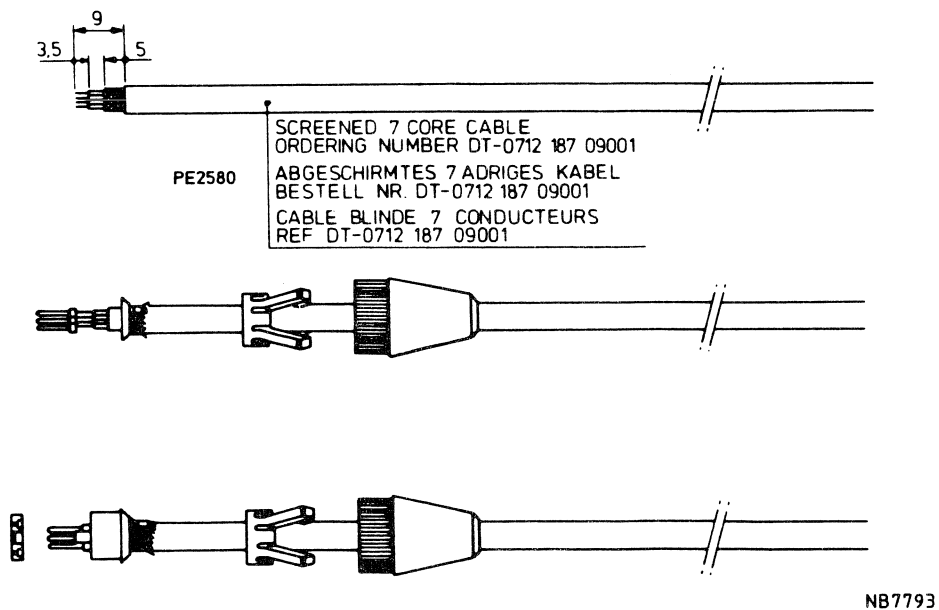 9
3,5 5
SCREENED 7 CORE CABLE
ORDERING NUMBER DT-0712 187 09001
PE2580
ABGESCHIRMTES 7 ADRIGES KABEL
BESTELL NR. DT-0712 187 09001
CABLE BLINDE 7 CONDUCTEURS
REF DT-0712 187 09001
NB7793